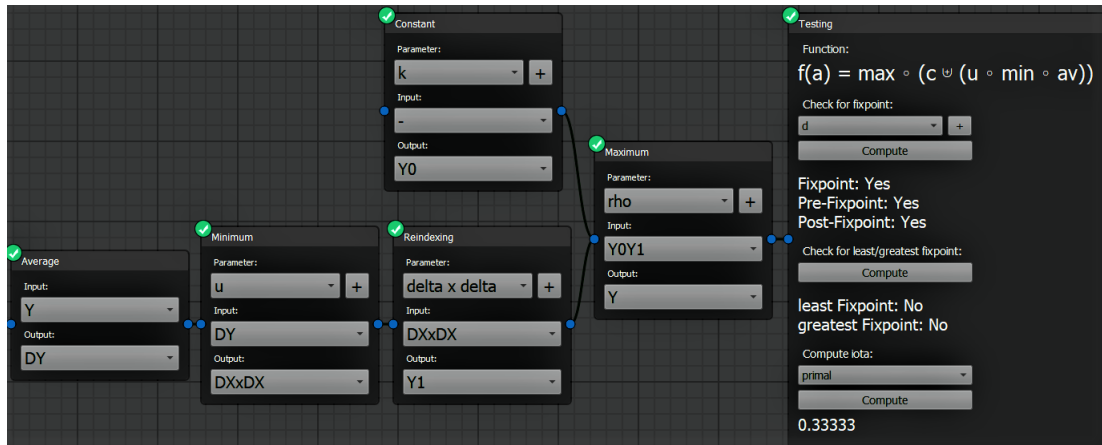 Constant
Parameter:
k
+
Input:
-
Output:
Y0
Average
Input:
Y
Output:
DY
Minimum
Parameter:
u
+
Input:
DY
Output:
DXxDX
Reindexing
Parameter:
delta x delta
+
Input:
DXxDX
Output:
Y1
Maximum
Parameter:
rho
+
Input:
Y0Y1
Output:
Y
Testing
Function:
f(a) = max ∘ (c ⊎ (u ∘ min ∘ av))
Check for fixpoint:
d
+
Compute
Fixpoint: Yes
Pre-Fixpoint: Yes
Post-Fixpoint: Yes
Check for least/greatest fixpoint:
Compute
least Fixpoint: No
greatest Fixpoint: No
Compute iota:
primal
Compute
0.33333